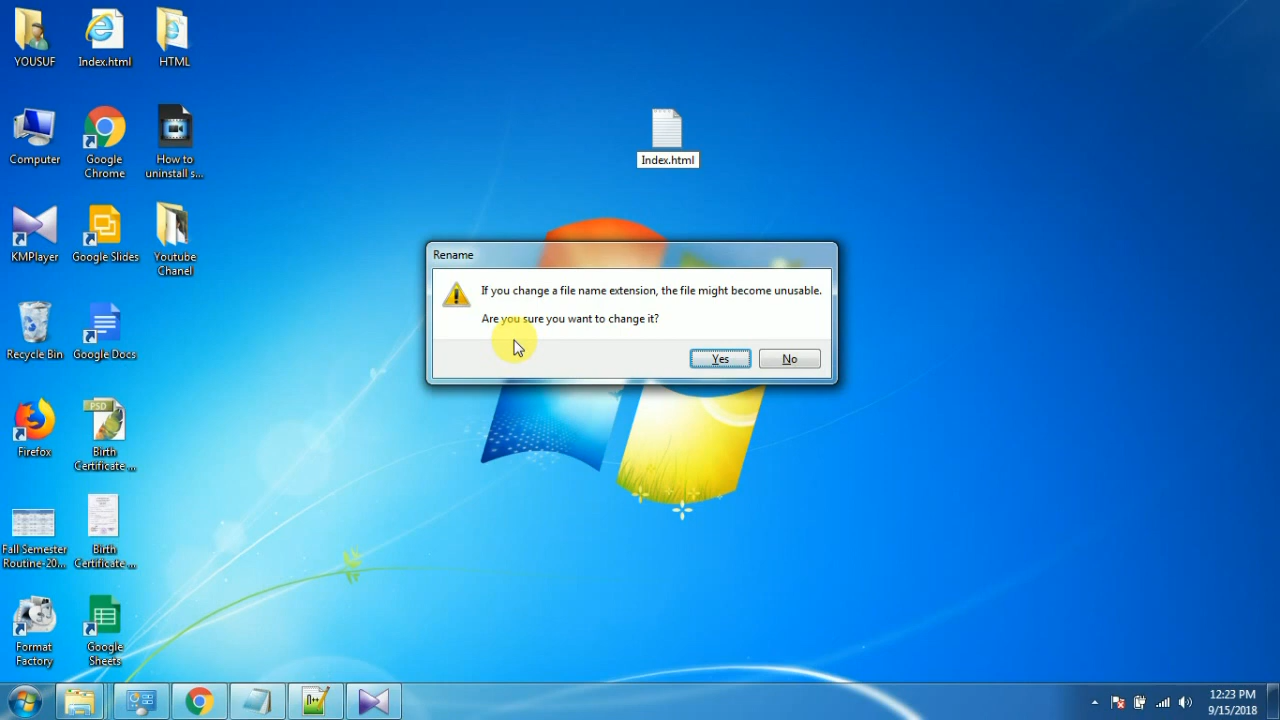 YOUSUF
Index.html
HTML
Computer
Google
Chrome
How to
uninstall s...
KMPlayer
Google Slides
Youtube
Chanel
Recycle Bin
Google Docs
Firefox
PSD
Birth
Certificate ...
Fall Semester
Routine-20...
Birth
Certificate ...
Format
Factory
Google
Sheets
Index.html
Rename
If you change a file name extension, the file might become unusable.
Are you sure you want to change it?
Yes
No
12:23 PM
9/15/2018